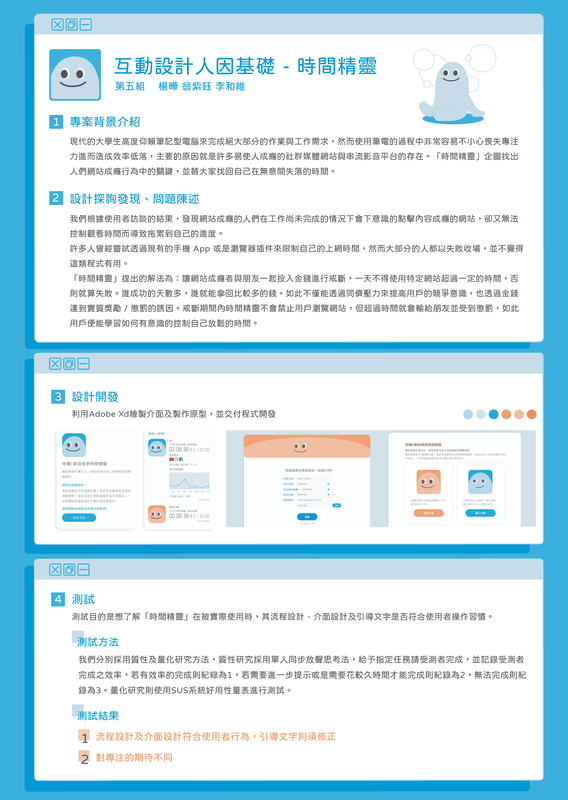 互動設計人因基礎 - 時間精靈
第五組 楊曄 翁紫鈺 李和維
1 專案背景介紹
現代的大學生高度仰賴筆記型電腦來完成絕大部分的作業與工作需求，然而使用筆電的過程中非常容易不小心喪失專注
力進而造成效率低落，主要的原因就是許多易使人成癮的社群媒體網站與串流影音平台的存在。「時間精靈」企圖找出
人們網站成癮行為中的關鍵，並替大家找回自己在無意間失落的時間。
2 設計探詢發現、問題陳述
我們根據使用者訪談的結果，發現網站成癮的人們在工作尚未完成的情況下會下意識的點擊內容成癮的網站，卻又無法
控制觀看時間而導致拖累到自己的進度。
許多人曾經嘗試透過現有的手機 App 或是瀏覽器插件來限制自己的上網時間，然而大部分的人都以失敗收場，並不覺得
這類程式有用。
「時間精靈」提出的解法為：讓網站成癮者與朋友一起投入金錢進行戒斷，一天不得使用特定網站超過一定的時間，否
則就算失敗。誰成功的天數多，誰就能拿回比較多的錢。如此不僅能透過同儕壓力來提高用戶的競爭意識，也透過金錢
達到實質獎勵 / 懲罰的誘因。戒斷期間內時間精靈不會禁止用戶瀏覽網站，但超過時間就會輸給朋友並受到懲罰，如此
用戶便能學習如何有意識的控制自己放鬆的時間。
3 設計開發
利用Adobe Xd繪製介面及製作原型，並交付程式開發
4 測試
測試目的是想了解「時間精靈」在被實際使用時，其流程設計、介面設計及引導文字是否符合使用者操作習慣。
測試方法
我們分別採用質性及量化研究方法，質性研究採用單人同步放聲思考法，給予指定任務請受測者完成，並記錄受測者
完成之效率，若有效率的完成則紀錄為1，若需要進一步提示或是需要花較久時間才能完成則紀錄為2，無法完成則紀
錄為3。量化研究則使用SUS系統好用性量表進行測試。
測試結果
1 流程設計及介面設計符合使用者行為，引導文字則須修正
2 對專注的期待不同